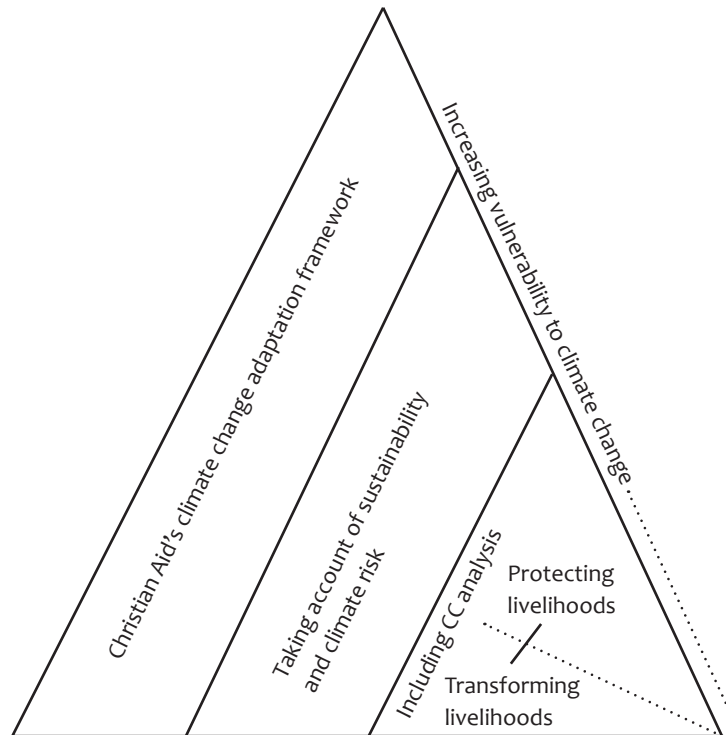 Increasing vulnerability to climate change
Christian Aid's climate change adaptation framework
Taking account of sustainability
and climate risk
Including CC analysis
Protecting
livelihoods
Transforming
livelihoods